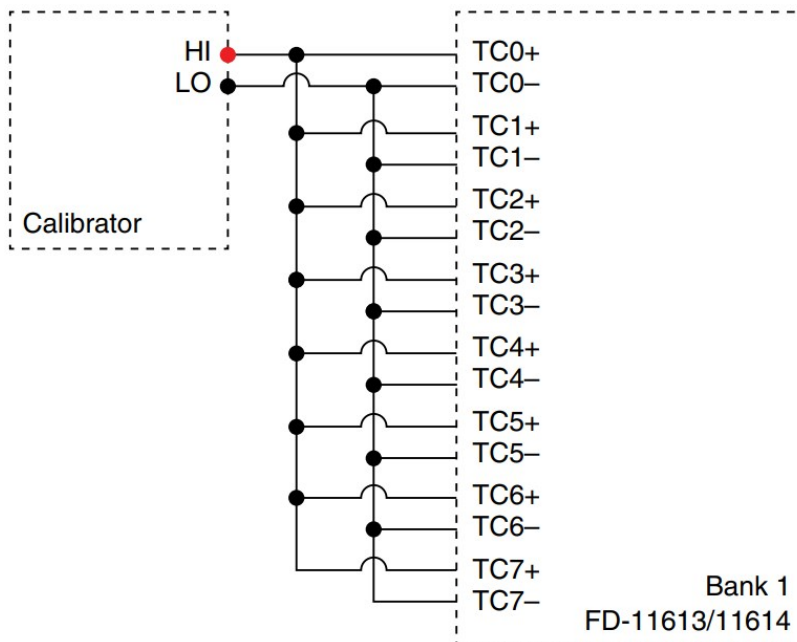 HI
LO
Calibrator
TC0+
TC0–
TC1+
TC1–
TC2+
TC2–
TC3+
TC3–
TC4+
TC4–
TC5+
TC5–
TC6+
TC6–
TC7+
TC7–
Bank 1
FD-11613/11614